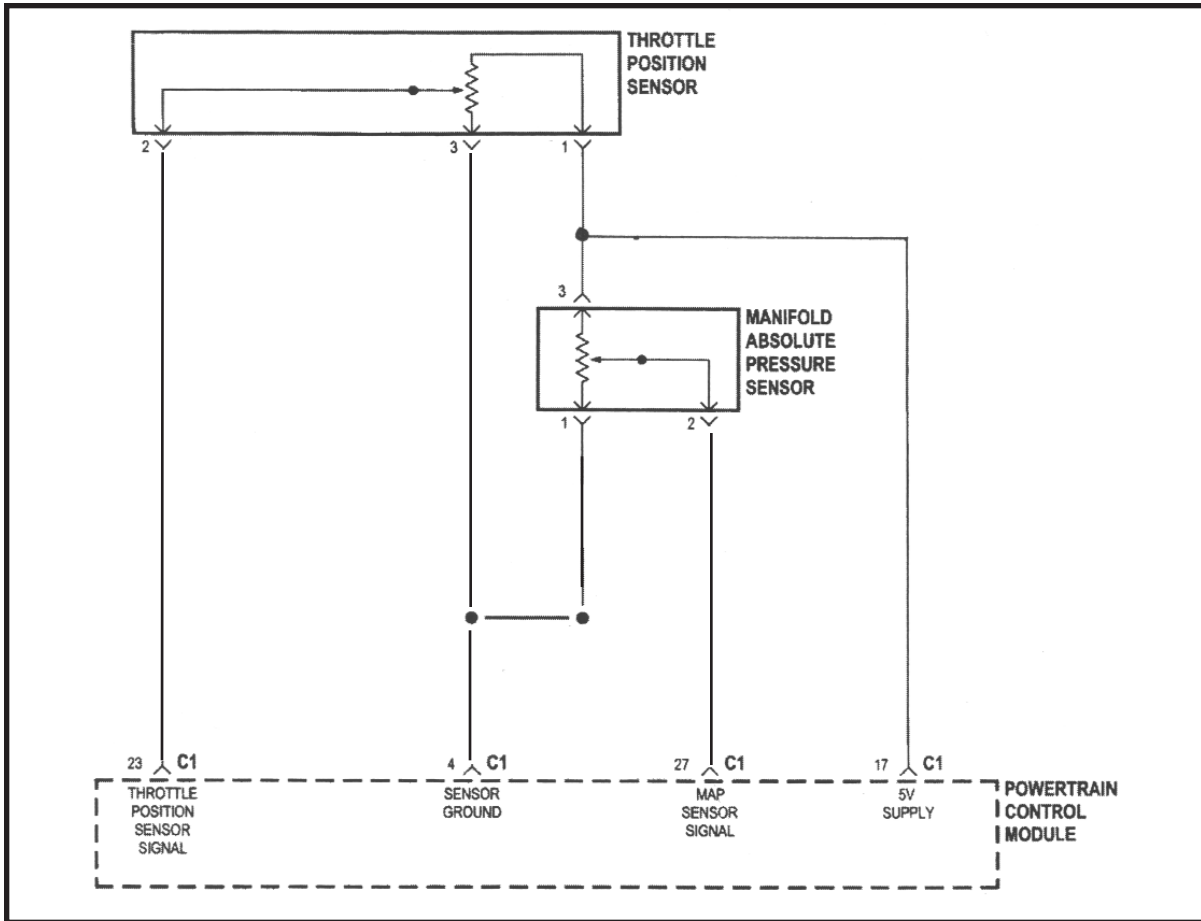 THROTTLE
POSITION
SENSOR
2
3
1
3
MANIFOLD
ABSOLUTE
PRESSURE
SENSOR
1
2
23 C1
4 C1
27 C1
17 C1
THROTTLE
POSITION
SENSOR
SIGNAL
SENSOR
GROUND
MAP
SENSOR
SIGNAL
5V
SUPPLY
POWERTRAIN
CONTROL
MODULE